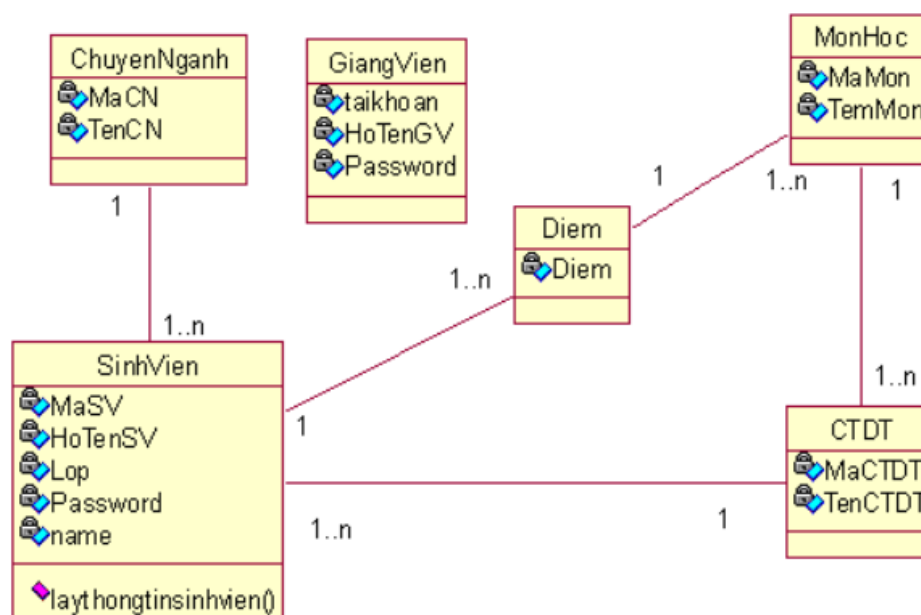 ChuyenNganh
MaCN
TenCN
GiangVien
taikhoan
HoTenGV
Password
MonHoc
MaMon
TemMon
1
1
1..n
1
Diem
Diem
1..n
1..n
SinhVien
MaSV
HoTenSV
Lop
Password
name
laythongtinsinhvien()
1
1..n
CTDT
MaCTDT
TenCTDT
1..n
1